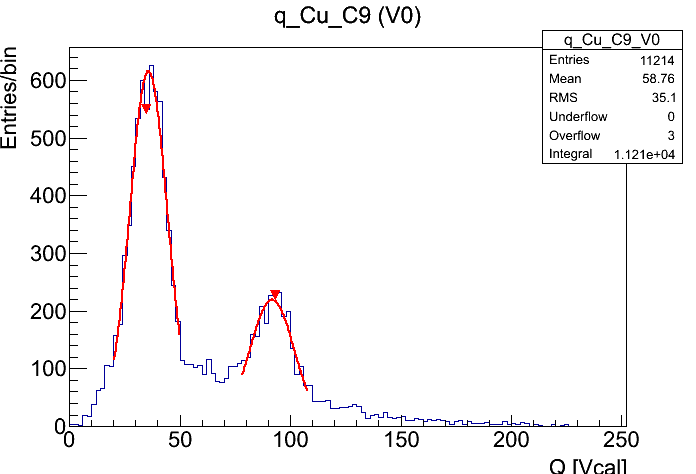 q_Cu_C9 (V0)
q_Cu_C9_V0
Entries 11214
Mean 58.76
RMS 35.1
Underflow 0
Overflow 3
Integral 1.121e+04
Entries/bin
600
500
400
300
200
100
0
0 50 100 150 200 250
Q [Vcal]